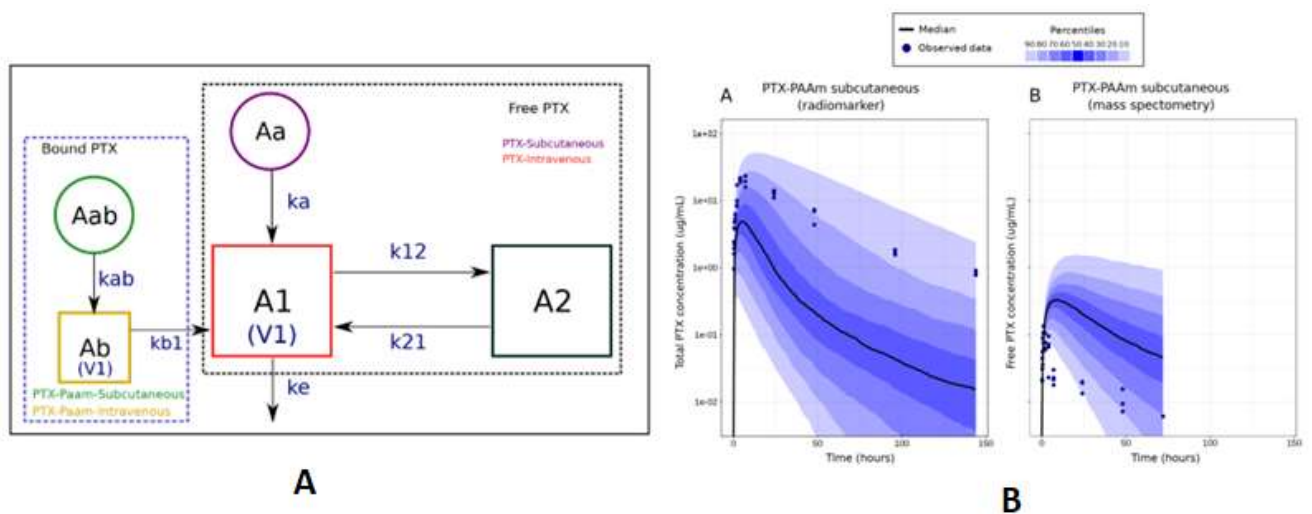 Bound PTX
Aab
kab
Ab
(V1)
kb1
PTX-Paam-Subcutaneous
PTX-Paam-Intravenous
Free PTX
PTX-Subcutaneous
PTX-Intravenous
Aa
ka
A1
(V1)
k12
k21
A2
ke
A
Median
Observed data
Percentiles
90 80 70 60 50 40 30 20 10
A
PTX-PAAm subcutaneous
(radiomarker)
Total PTX concentration (ug/mL)
1e+02
1e+01
1e+00
1e-01
1e-02
0 50 100 150
Time (hours)
B
PTX-PAAm subcutaneous
(mass spectometry)
Free PTX concentration (ug/mL)
0 50 100 150
Time (hours)
B